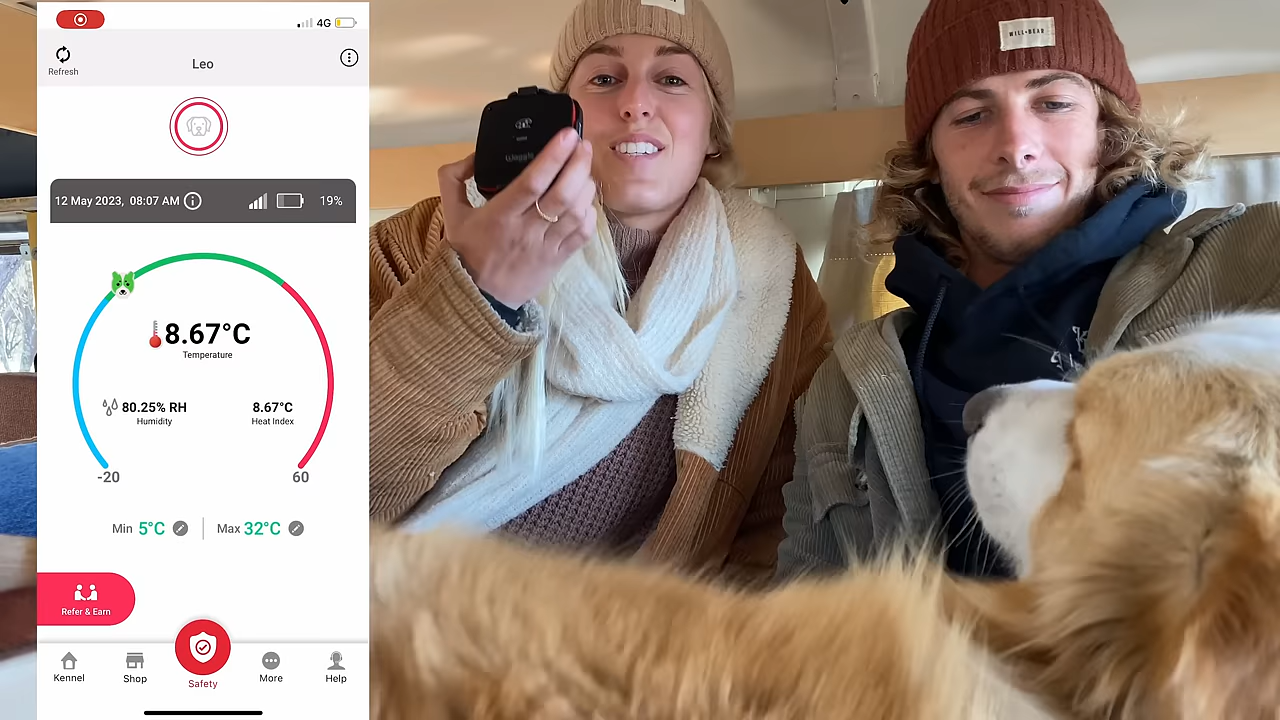 4G
Refresh
Leo
12 May 2023, 08:07 AM
19%
8.67°C
Temperature
80.25% RH
Humidity
8.67°C
Heat Index
-20
60
Min 5°C
Max 32°C
Refer & Earn
Kennel
Shop
Safety
More
Help
Waggle
WILL+BEAR